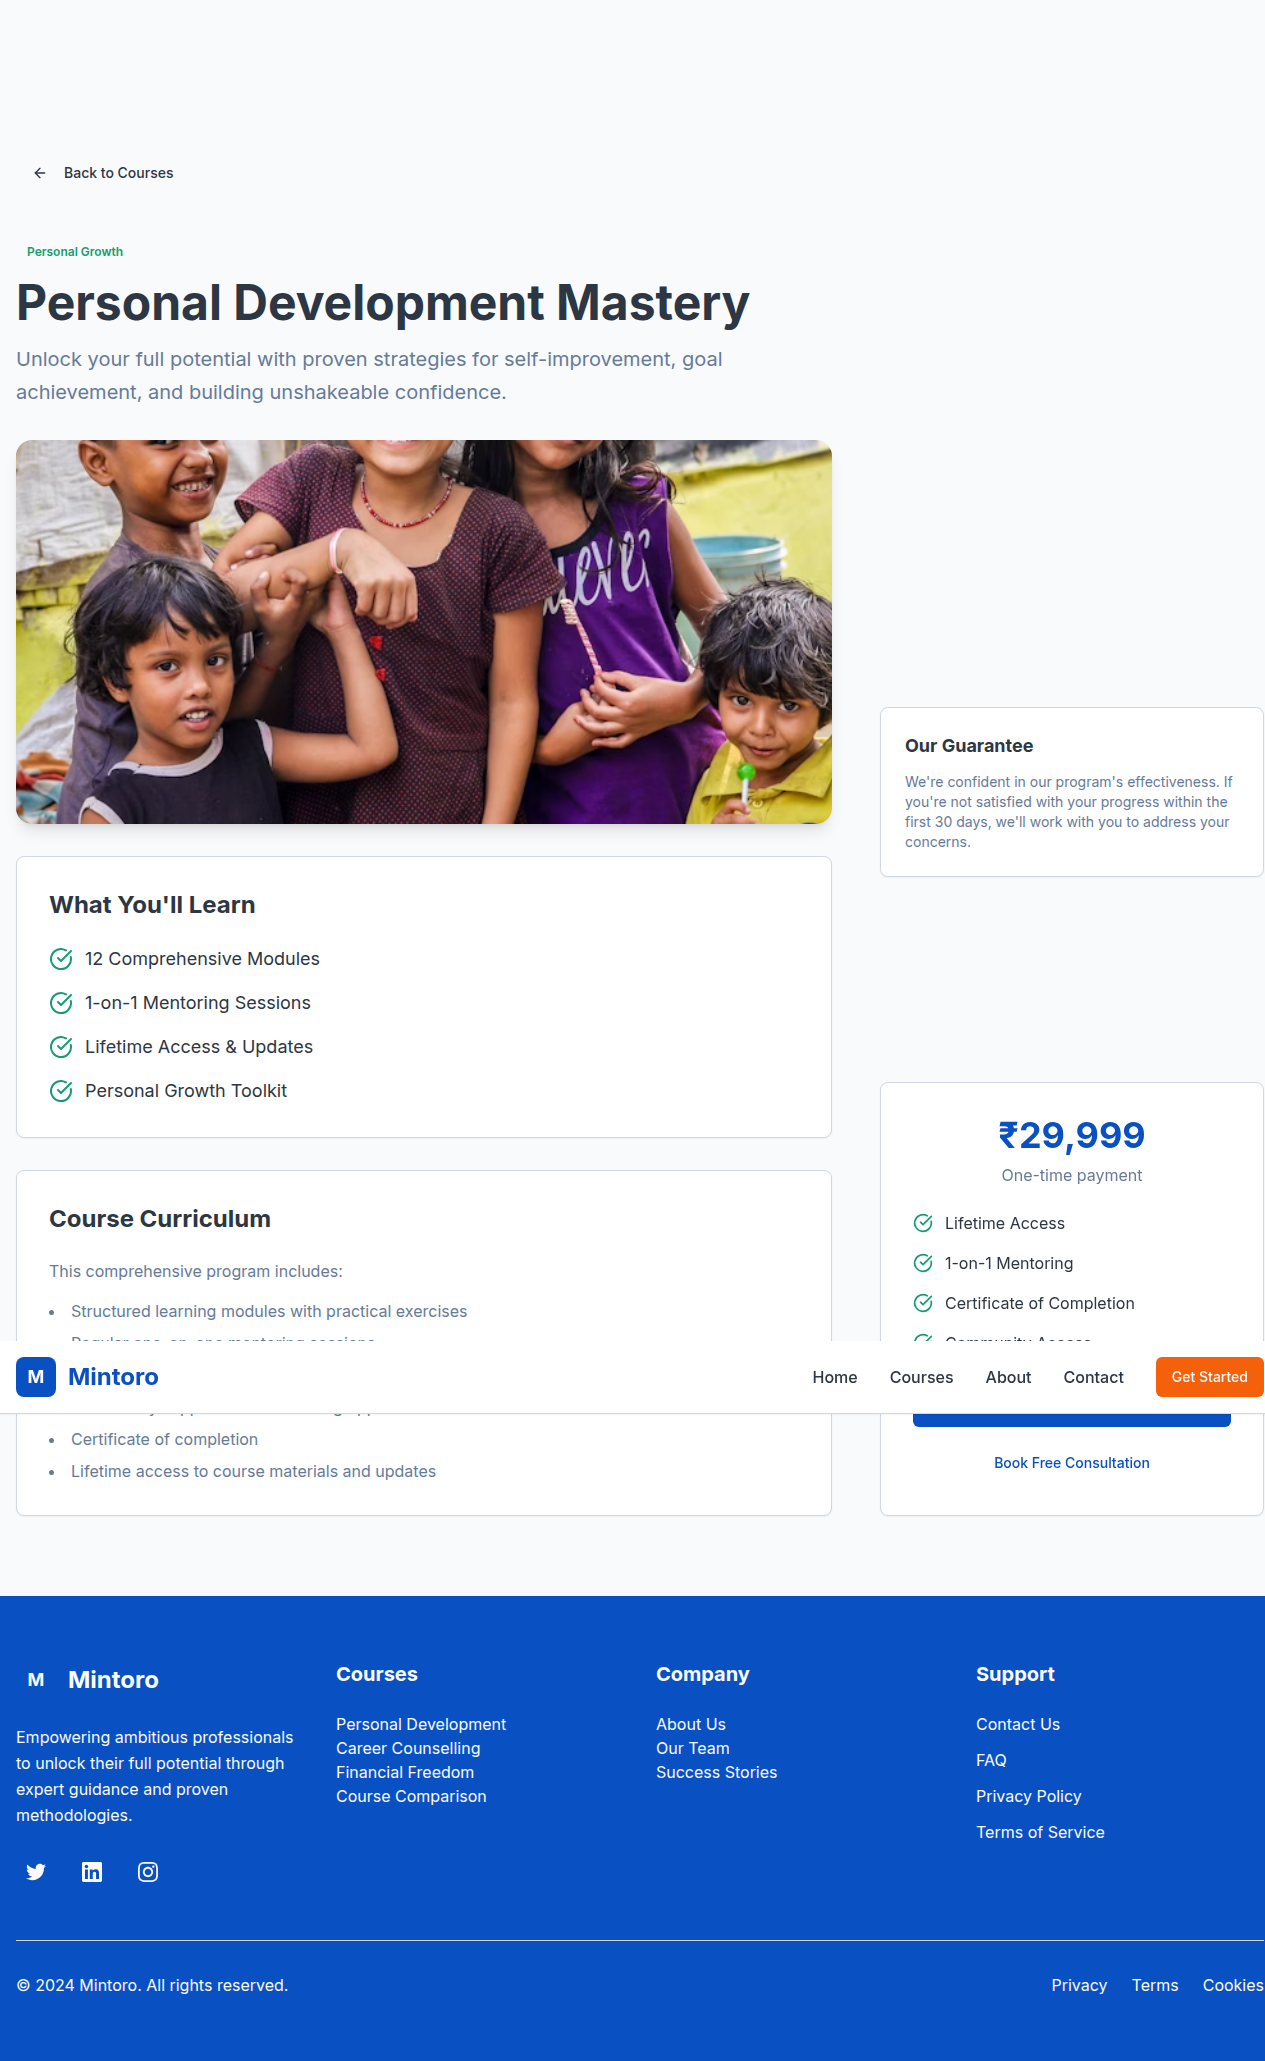 Back to Courses
Personal Growth
Personal Development Mastery
Unlock your full potential with proven strategies for self-improvement, goal
achievement, and building unshakeable confidence.
Our Guarantee
We're confident in our program's effectiveness. If
you're not satisfied with your progress within the
first 30 days, we'll work with you to address your
concerns.
What You'll Learn
12 Comprehensive Modules
1-on-1 Mentoring Sessions
Lifetime Access & Updates
Personal Growth Toolkit
Course Curriculum
This comprehensive program includes:
Structured learning modules with practical exercises
₹29,999
One-time payment
Lifetime Access
1-on-1 Mentoring
Certificate of Completion
M Mintoro
Home Courses About Contact Get Started
Certificate of completion
Lifetime access to course materials and updates
Book Free Consultation
M Mintoro
Empowering ambitious professionals
to unlock their full potential through
expert guidance and proven
methodologies.
Courses
Personal Development
Career Counselling
Financial Freedom
Course Comparison
Company
About Us
Our Team
Success Stories
Support
Contact Us
FAQ
Privacy Policy
Terms of Service
© 2024 Mintoro. All rights reserved.
Privacy Terms Cookies